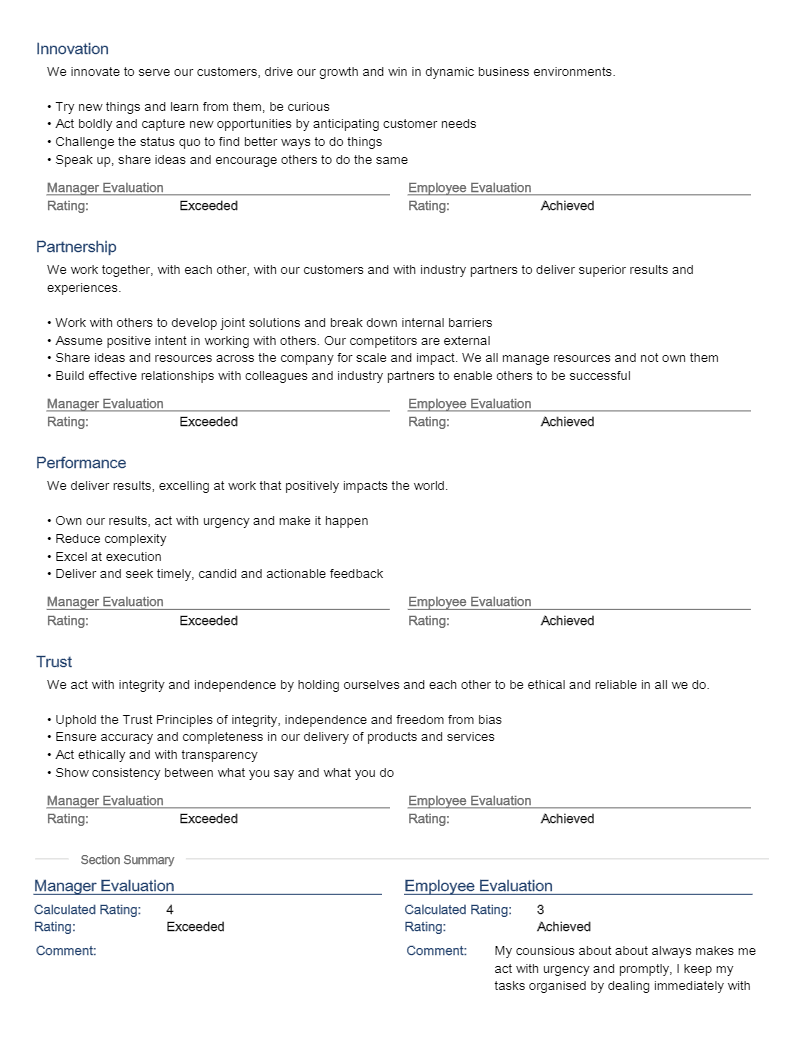 Innovation
We innovate to serve our customers, drive our growth and win in dynamic business environments.
• Try new things and learn from them, be curious
• Act boldly and capture new opportunities by anticipating customer needs
• Challenge the status quo to find better ways to do things
• Speak up, share ideas and encourage others to do the same
Manager Evaluation Employee Evaluation
Rating: Exceeded Rating: Achieved
Partnership
We work together, with each other, with our customers and with industry partners to deliver superior results and
experiences.
• Work with others to develop joint solutions and break down internal barriers
• Assume positive intent in working with others. Our competitors are external
• Share ideas and resources across the company for scale and impact. We all manage resources and not own them
• Build effective relationships with colleagues and industry partners to enable others to be successful
Manager Evaluation Employee Evaluation
Rating: Exceeded Rating: Achieved
Performance
We deliver results, excelling at work that positively impacts the world.
• Own our results, act with urgency and make it happen
• Reduce complexity
• Excel at execution
• Deliver and seek timely, candid and actionable feedback
Manager Evaluation Employee Evaluation
Rating: Exceeded Rating: Achieved
Trust
We act with integrity and independence by holding ourselves and each other to be ethical and reliable in all we do.
• Uphold the Trust Principles of integrity, independence and freedom from bias
• Ensure accuracy and completeness in our delivery of products and services
• Act ethically and with transparency
• Show consistency between what you say and what you do
Manager Evaluation Employee Evaluation
Rating: Exceeded Rating: Achieved
Section Summary
Manager Evaluation Employee Evaluation
Calculated Rating: 4 Calculated Rating: 3
Rating: Exceeded Rating: Achieved
Comment: Comment: My counsious about about always makes me
act with urgency and promptly, I keep my
tasks organised by dealing immediately with